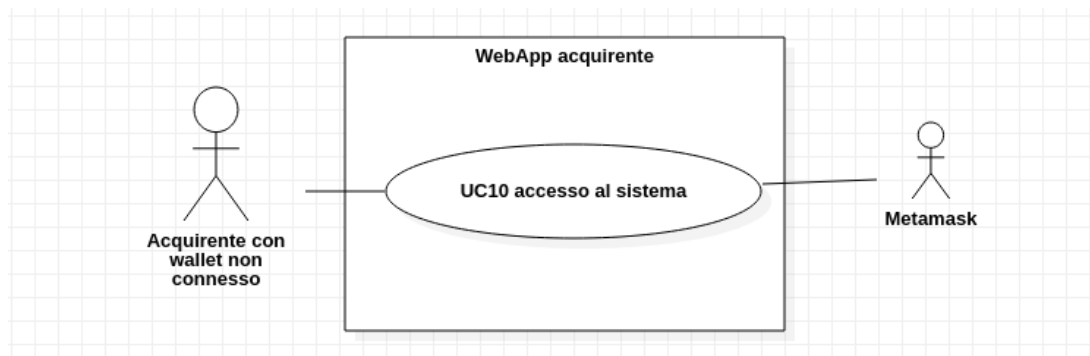 WebApp acquirente
UC10 accesso al sistema
Acquirente con
wallet non
connesso
Metamask